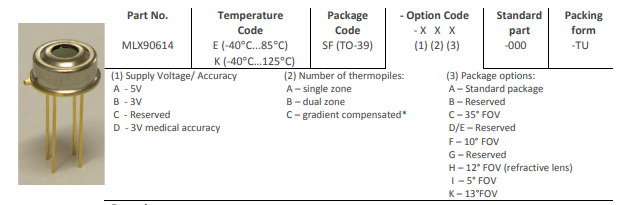 Part No. Temperature Package - Option Code Standard Packing
Code Code - X X X part form
MLX90614 E (-40°C...85°C) SF (TO-39) (1) (2) (3) -000 -TU
K (-40°C...125°C)
(1) Supply Voltage/ Accuracy
A - 5V
B - 3V
C - Reserved
D - 3V medical accuracy
(2) Number of thermopiles:
A – single zone
B – dual zone
C – gradient compensated*
(3) Package options:
A – Standard package
B – Reserved
C – 35° FOV
D/E – Reserved
F – 10° FOV
G – Reserved
H – 12° FOV (refractive lens)
I – 5° FOV
K – 13°FOV